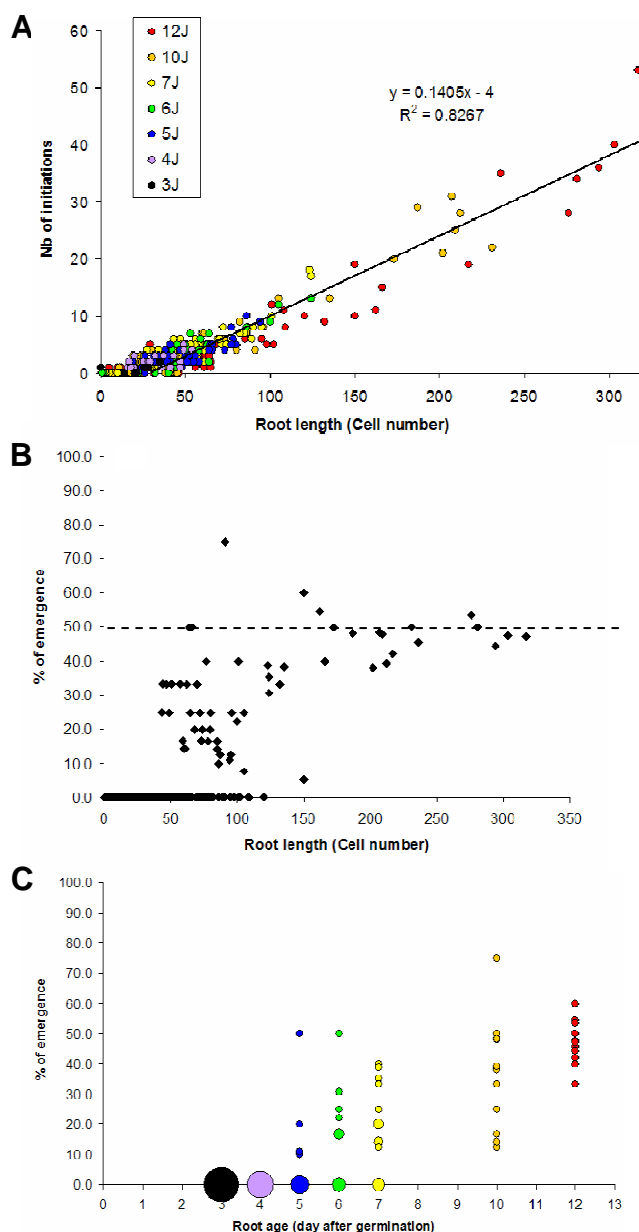 A
60
50
40
30
20
10
0
Nb of initiations
12J
10J
7J
6J
5J
4J
3J
y = 0.1405x - 4
R² = 0.8267
0 50 100 150 200 250 300
Root length (Cell number)
B
100.0
90.0
80.0
70.0
60.0
50.0
40.0
30.0
20.0
10.0
0.0
% of emergence
0 50 100 150 200 250 300 350
Root length (Cell number)
C
100.0
90.0
80.0
70.0
60.0
50.0
40.0
30.0
20.0
10.0
0.0
% of emergence
0 1 2 3 4 5 6 7 8 9 10 11 12 13
Root age (day after germination)